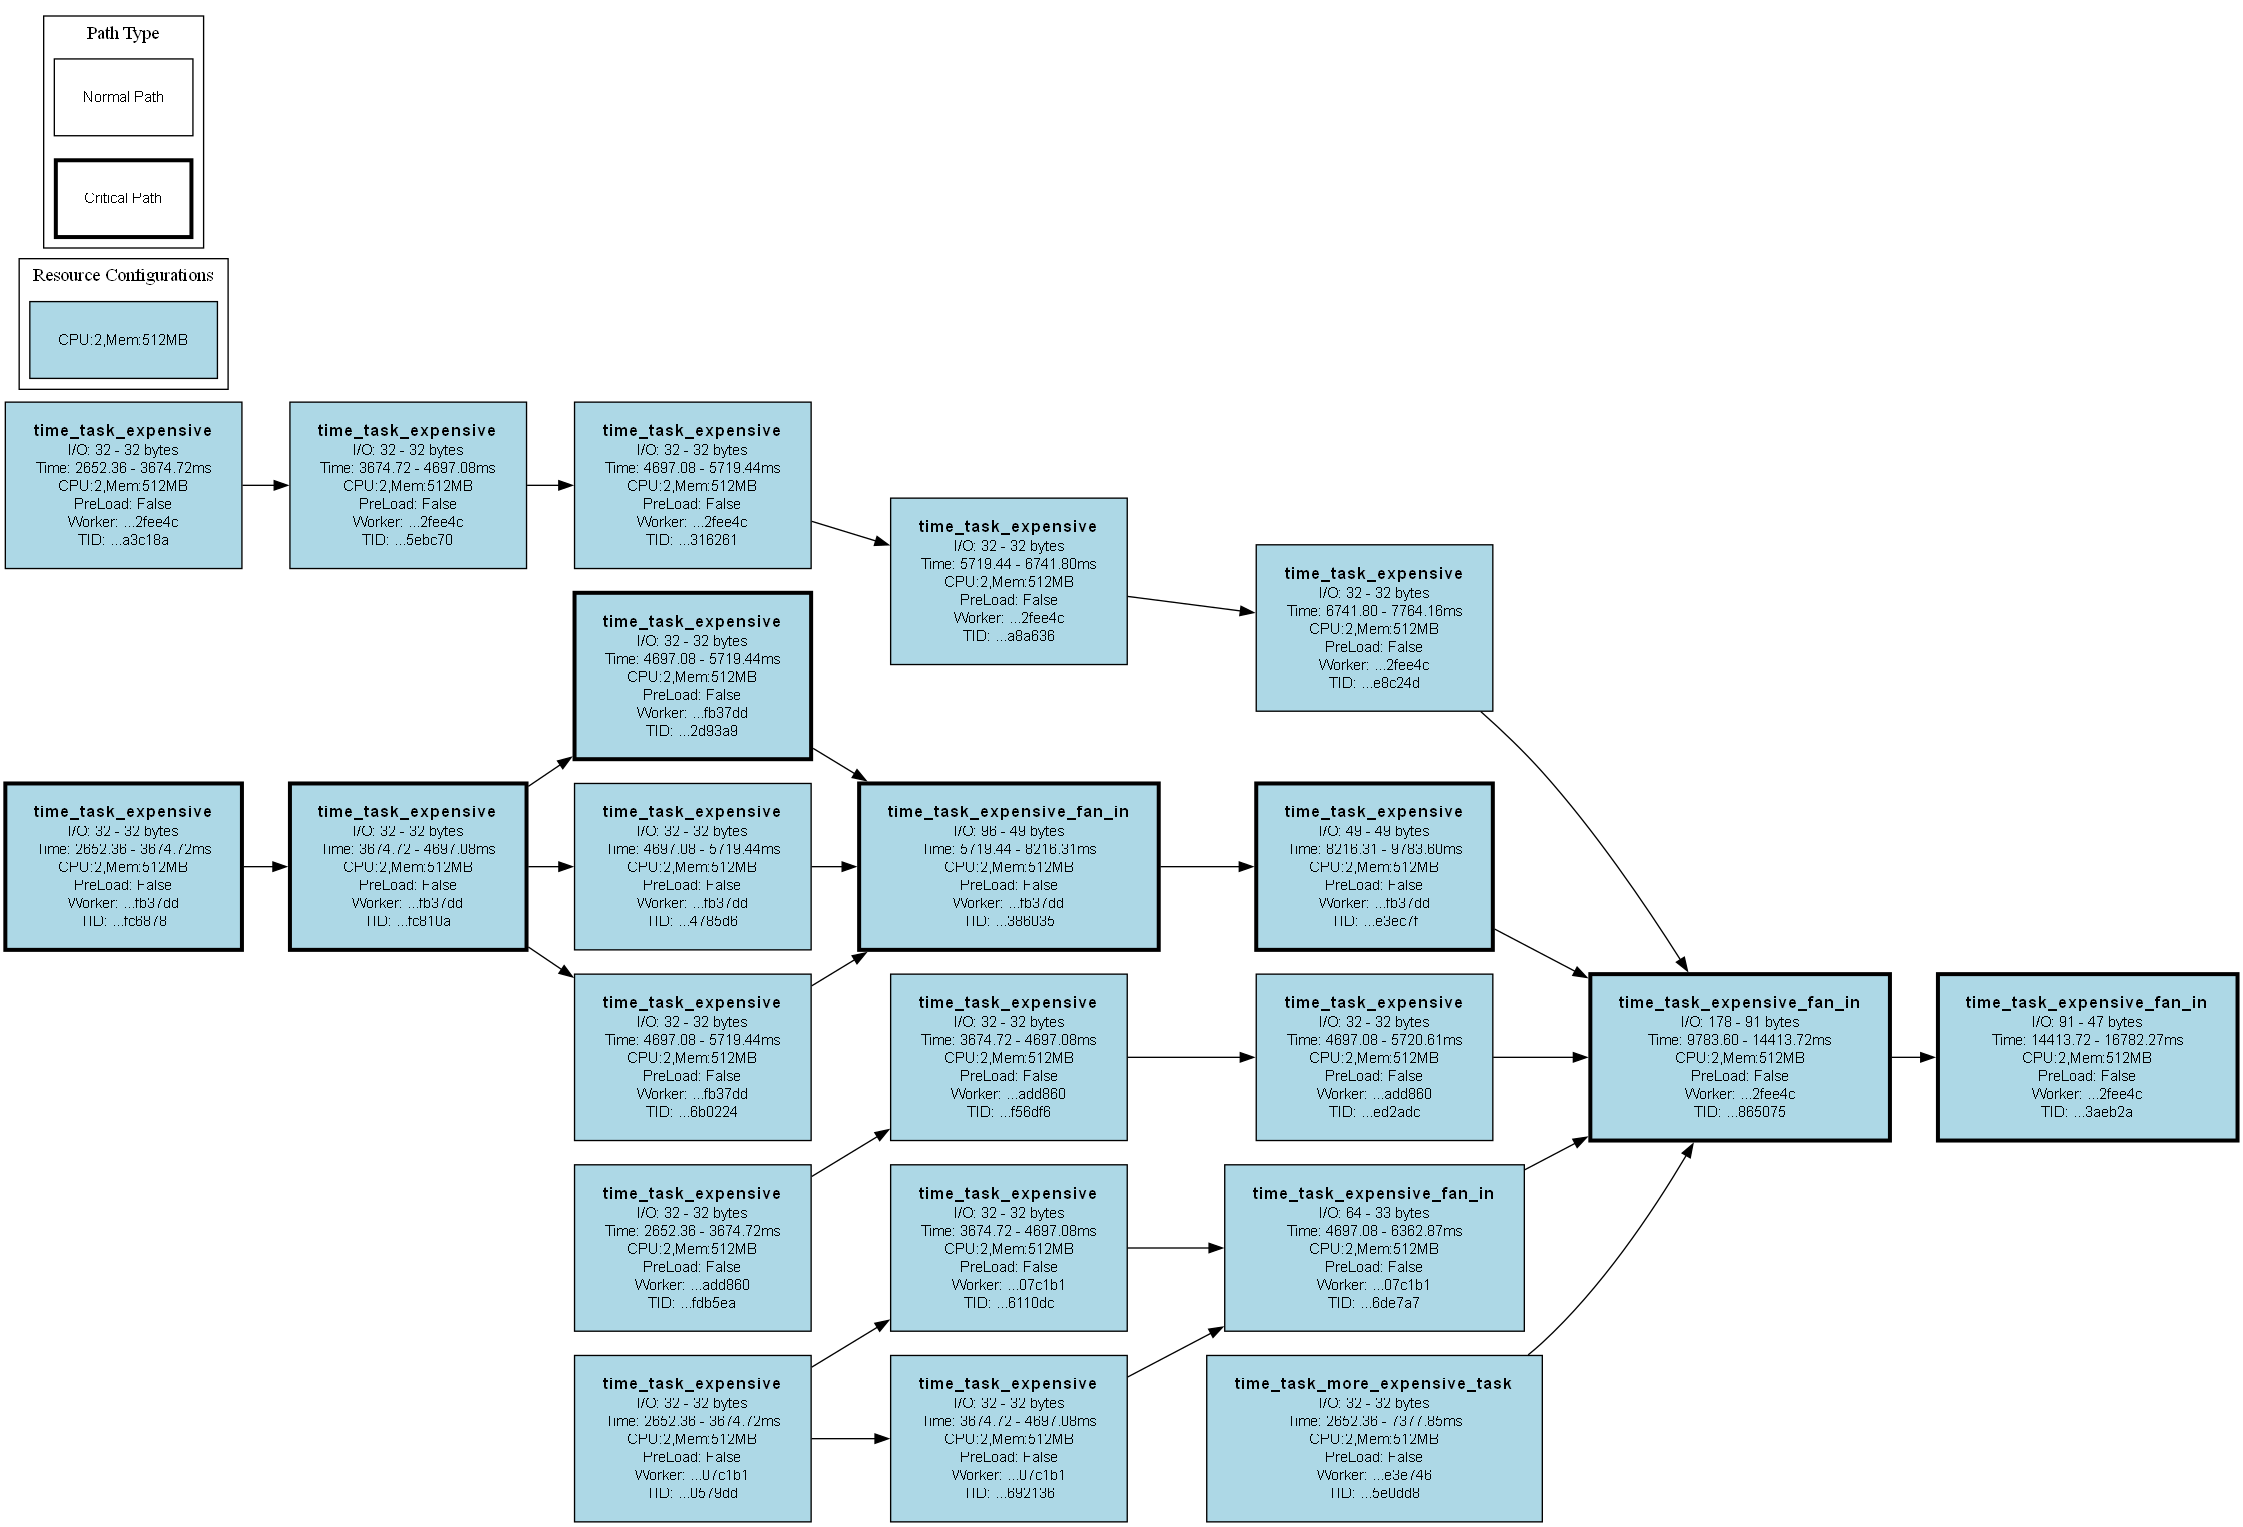 Path Type
Normal Path
Critical Path
Resource Configurations
CPU:2,Mem:512MB
time_task_expensive
I/O: 32 - 32 bytes
Time: 2652.36 - 3674.72ms
CPU:2,Mem:512MB
PreLoad: False
Worker: ...2fee4c
TID: ...a3c18a
time_task_expensive
I/O: 32 - 32 bytes
Time: 3674.72 - 4697.08ms
CPU:2,Mem:512MB
PreLoad: False
Worker: ...2fee4c
TID: ...5ebc70
time_task_expensive
I/O: 32 - 32 bytes
Time: 4697.08 - 5719.44ms
CPU:2,Mem:512MB
PreLoad: False
Worker: ...2fee4c
TID: ...316261
time_task_expensive
I/O: 32 - 32 bytes
Time: 5719.44 - 6741.80ms
CPU:2,Mem:512MB
PreLoad: False
Worker: ...2fee4c
TID: ...a8a636
time_task_expensive
I/O: 32 - 32 bytes
Time: 6741.80 - 7764.16ms
CPU:2,Mem:512MB
PreLoad: False
Worker: ...2fee4c
TID: ...e8c24d
time_task_expensive
I/O: 32 - 32 bytes
Time: 4697.08 - 5719.44ms
CPU:2,Mem:512MB
PreLoad: False
Worker: ...fb37dd
TID: ...2d93a9
time_task_expensive
I/O: 32 - 32 bytes
Time: 2652.36 - 3674.72ms
CPU:2,Mem:512MB
PreLoad: False
Worker: ...fb37dd
TID: ...fc6878
time_task_expensive
I/O: 32 - 32 bytes
Time: 3674.72 - 4697.08ms
CPU:2,Mem:512MB
PreLoad: False
Worker: ...fb37dd
TID: ...fc810a
time_task_expensive
I/O: 32 - 32 bytes
Time: 4697.08 - 5719.44ms
CPU:2,Mem:512MB
PreLoad: False
Worker: ...fb37dd
TID: ...4785d6
time_task_expensive_fan_in
I/O: 96 - 49 bytes
Time: 5719.44 - 8216.31ms
CPU:2,Mem:512MB
PreLoad: False
Worker: ...fb37dd
TID: ...386035
time_task_expensive
I/O: 49 - 49 bytes
Time: 8216.31 - 9783.60ms
CPU:2,Mem:512MB
PreLoad: False
Worker: ...fb37dd
TID: ...e3ec7f
time_task_expensive
I/O: 32 - 32 bytes
Time: 4697.08 - 5719.44ms
CPU:2,Mem:512MB
PreLoad: False
Worker: ...fb37dd
TID: ...6b0224
time_task_expensive
I/O: 32 - 32 bytes
Time: 3674.72 - 4697.08ms
CPU:2,Mem:512MB
PreLoad: False
Worker: ...add860
TID: ...f56df6
time_task_expensive
I/O: 32 - 32 bytes
Time: 4697.08 - 5720.61ms
CPU:2,Mem:512MB
PreLoad: False
Worker: ...add860
TID: ...ed2adc
time_task_expensive_fan_in
I/O: 178 - 91 bytes
Time: 9783.60 - 14413.72ms
CPU:2,Mem:512MB
PreLoad: False
Worker: ...2fee4c
TID: ...865075
time_task_expensive_fan_in
I/O: 91 - 47 bytes
Time: 14413.72 - 16782.27ms
CPU:2,Mem:512MB
PreLoad: False
Worker: ...2fee4c
TID: ...3aeb2a
time_task_expensive
I/O: 32 - 32 bytes
Time: 2652.36 - 3674.72ms
CPU:2,Mem:512MB
PreLoad: False
Worker: ...add860
TID: ...fdb5ea
time_task_expensive
I/O: 32 - 32 bytes
Time: 3674.72 - 4697.08ms
CPU:2,Mem:512MB
PreLoad: False
Worker: ...07c1b1
TID: ...6110dc
time_task_expensive_fan_in
I/O: 64 - 33 bytes
Time: 4697.08 - 6362.87ms
CPU:2,Mem:512MB
PreLoad: False
Worker: ...07c1b1
TID: ...6de7a7
time_task_expensive
I/O: 32 - 32 bytes
Time: 2652.36 - 3674.72ms
CPU:2,Mem:512MB
PreLoad: False
Worker: ...07c1b1
TID: ...0579dd
time_task_expensive
I/O: 32 - 32 bytes
Time: 3674.72 - 4697.08ms
CPU:2,Mem:512MB
PreLoad: False
Worker: ...07c1b1
TID: ...692136
time_task_more_expensive_task
I/O: 32 - 32 bytes
Time: 2652.36 - 7377.85ms
CPU:2,Mem:512MB
PreLoad: False
Worker: ...e3e746
TID: ...5e0dd8